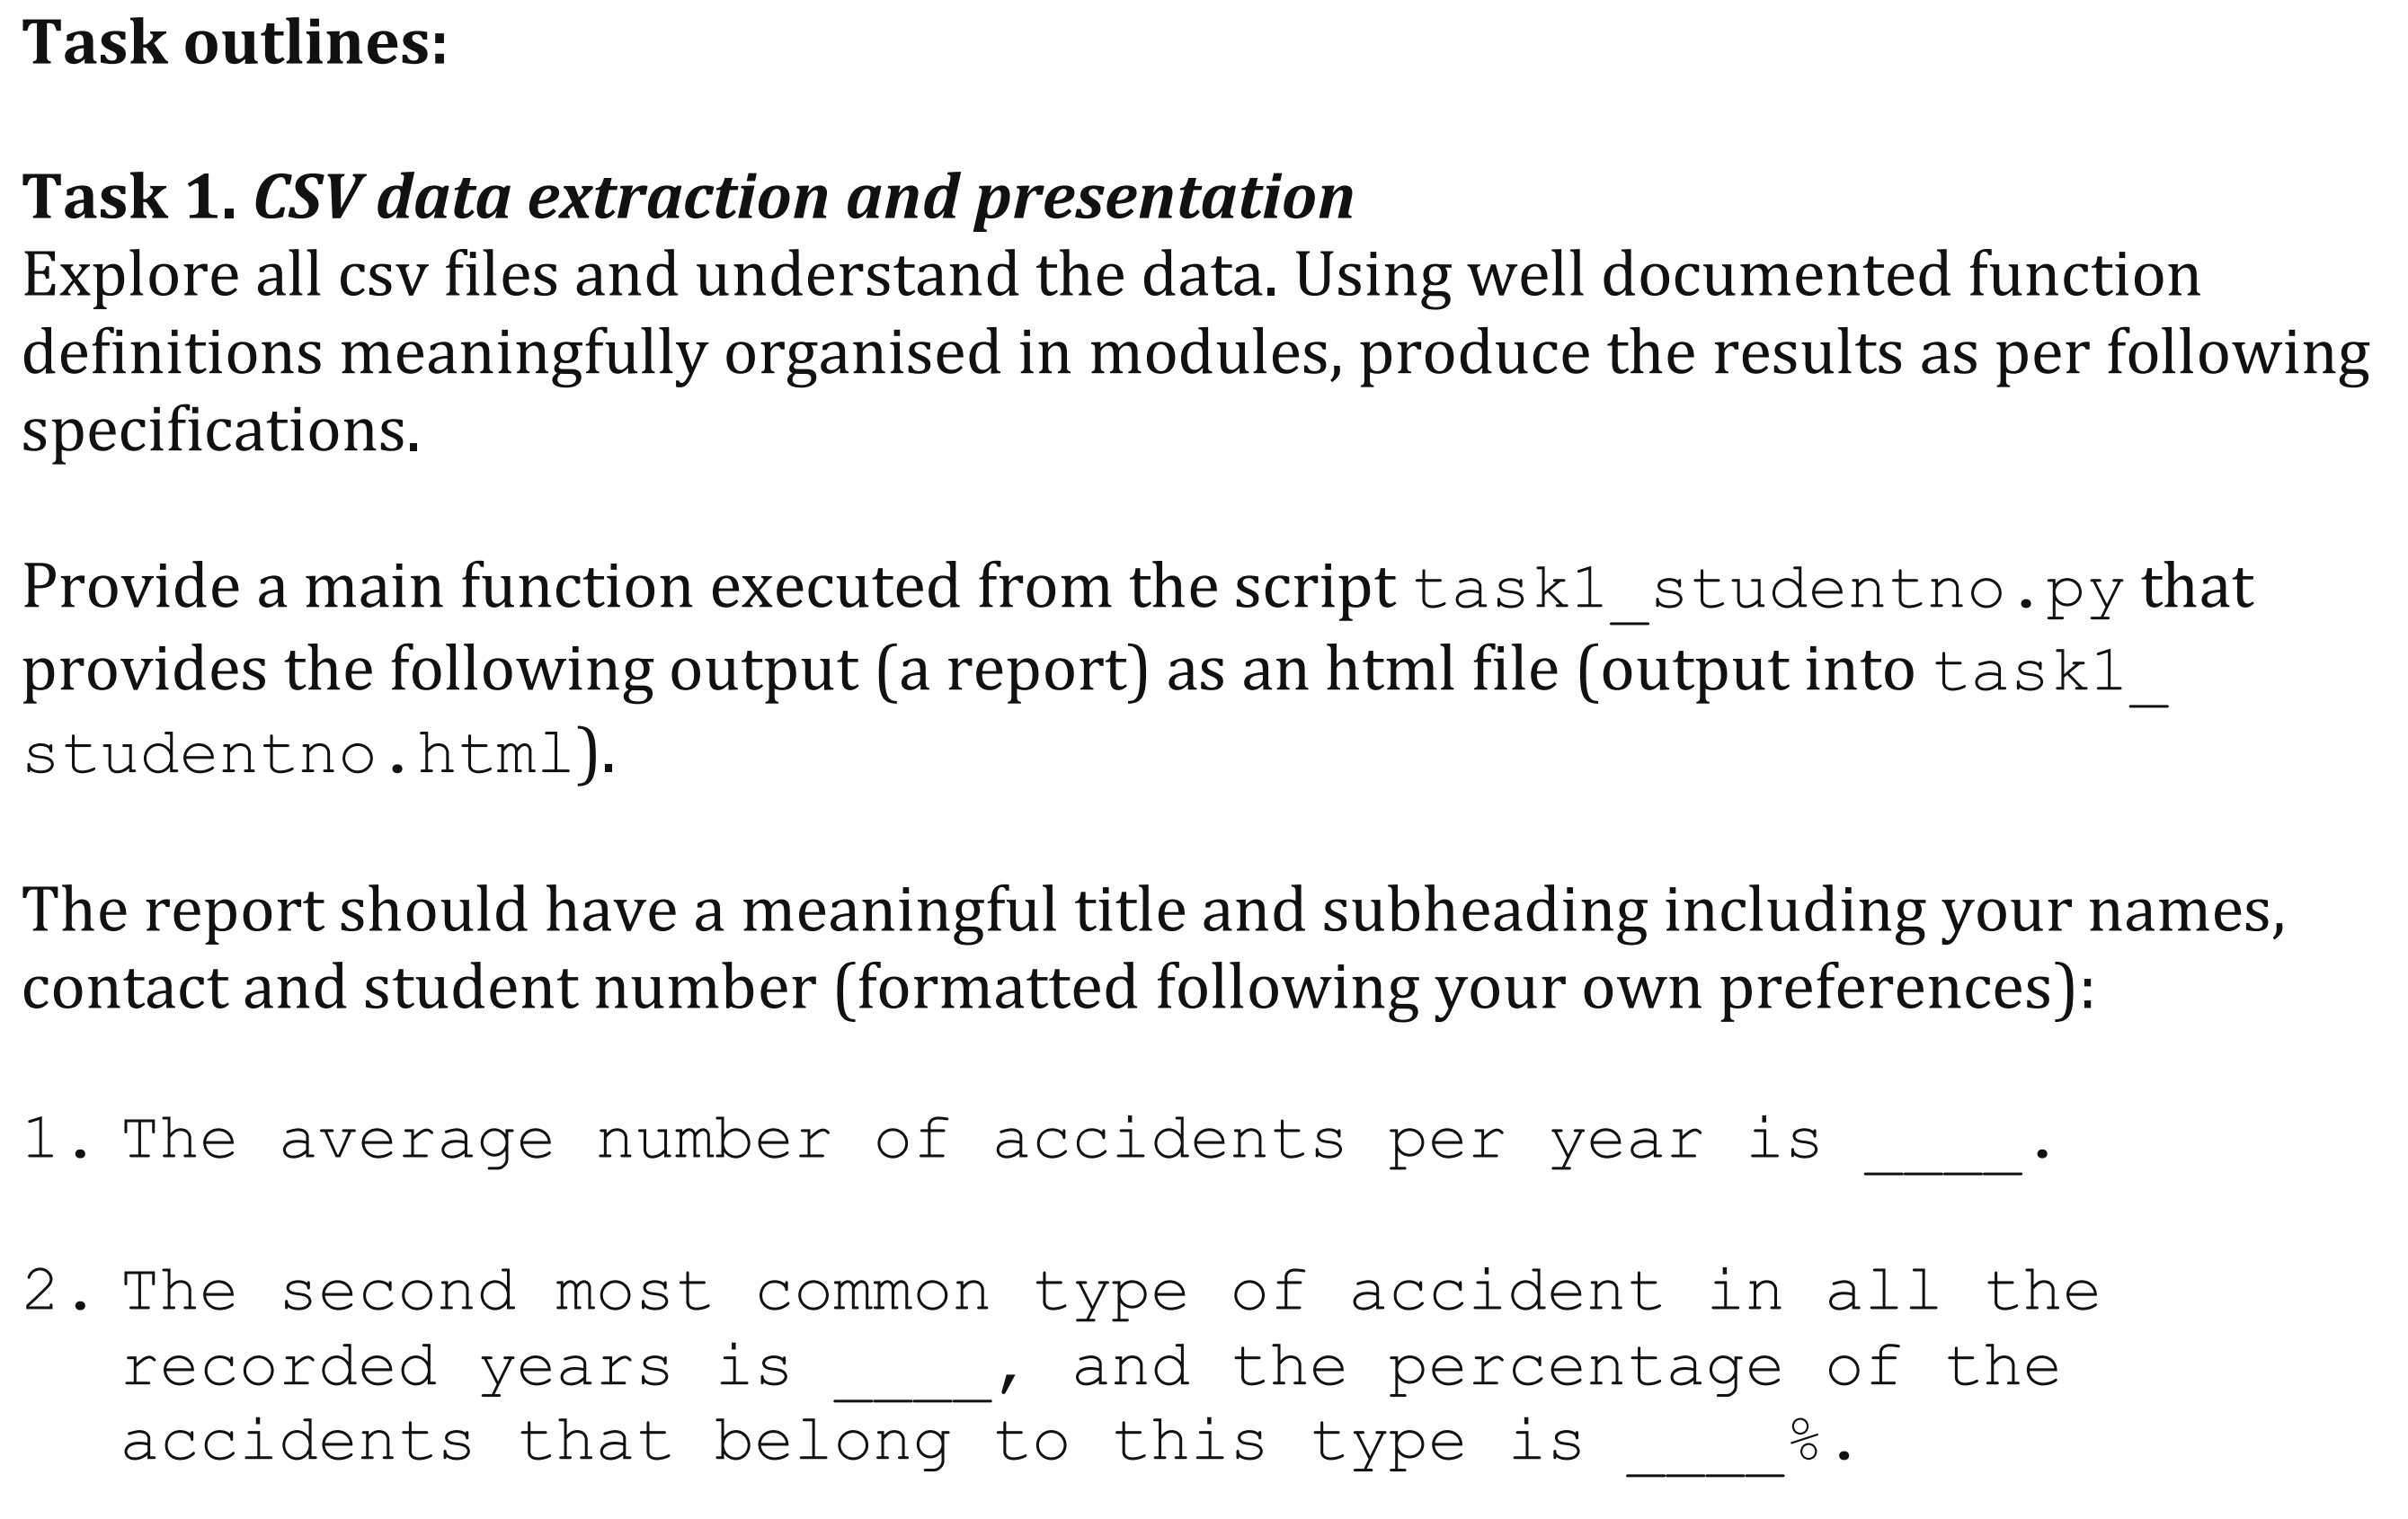 Task outlines:
Task 1. CSV data extraction and presentation
Explore all csv files and understand the data. Using well documented function
definitions meaningfully organised in modules, produce the results as per following
specifications.
Provide a main function executed from the script task1_studentno.py that
provides the following output (a report) as an html file (output into task1_
studentno.html).
The report should have a meaningful title and subheading including your names,
contact and student number (formatted following your own preferences):
1. The average number of accidents per year is ____.
2. The second most common type of accident in all the
recorded years is ____, and the percentage of the
accidents that belong to this type is ____%.